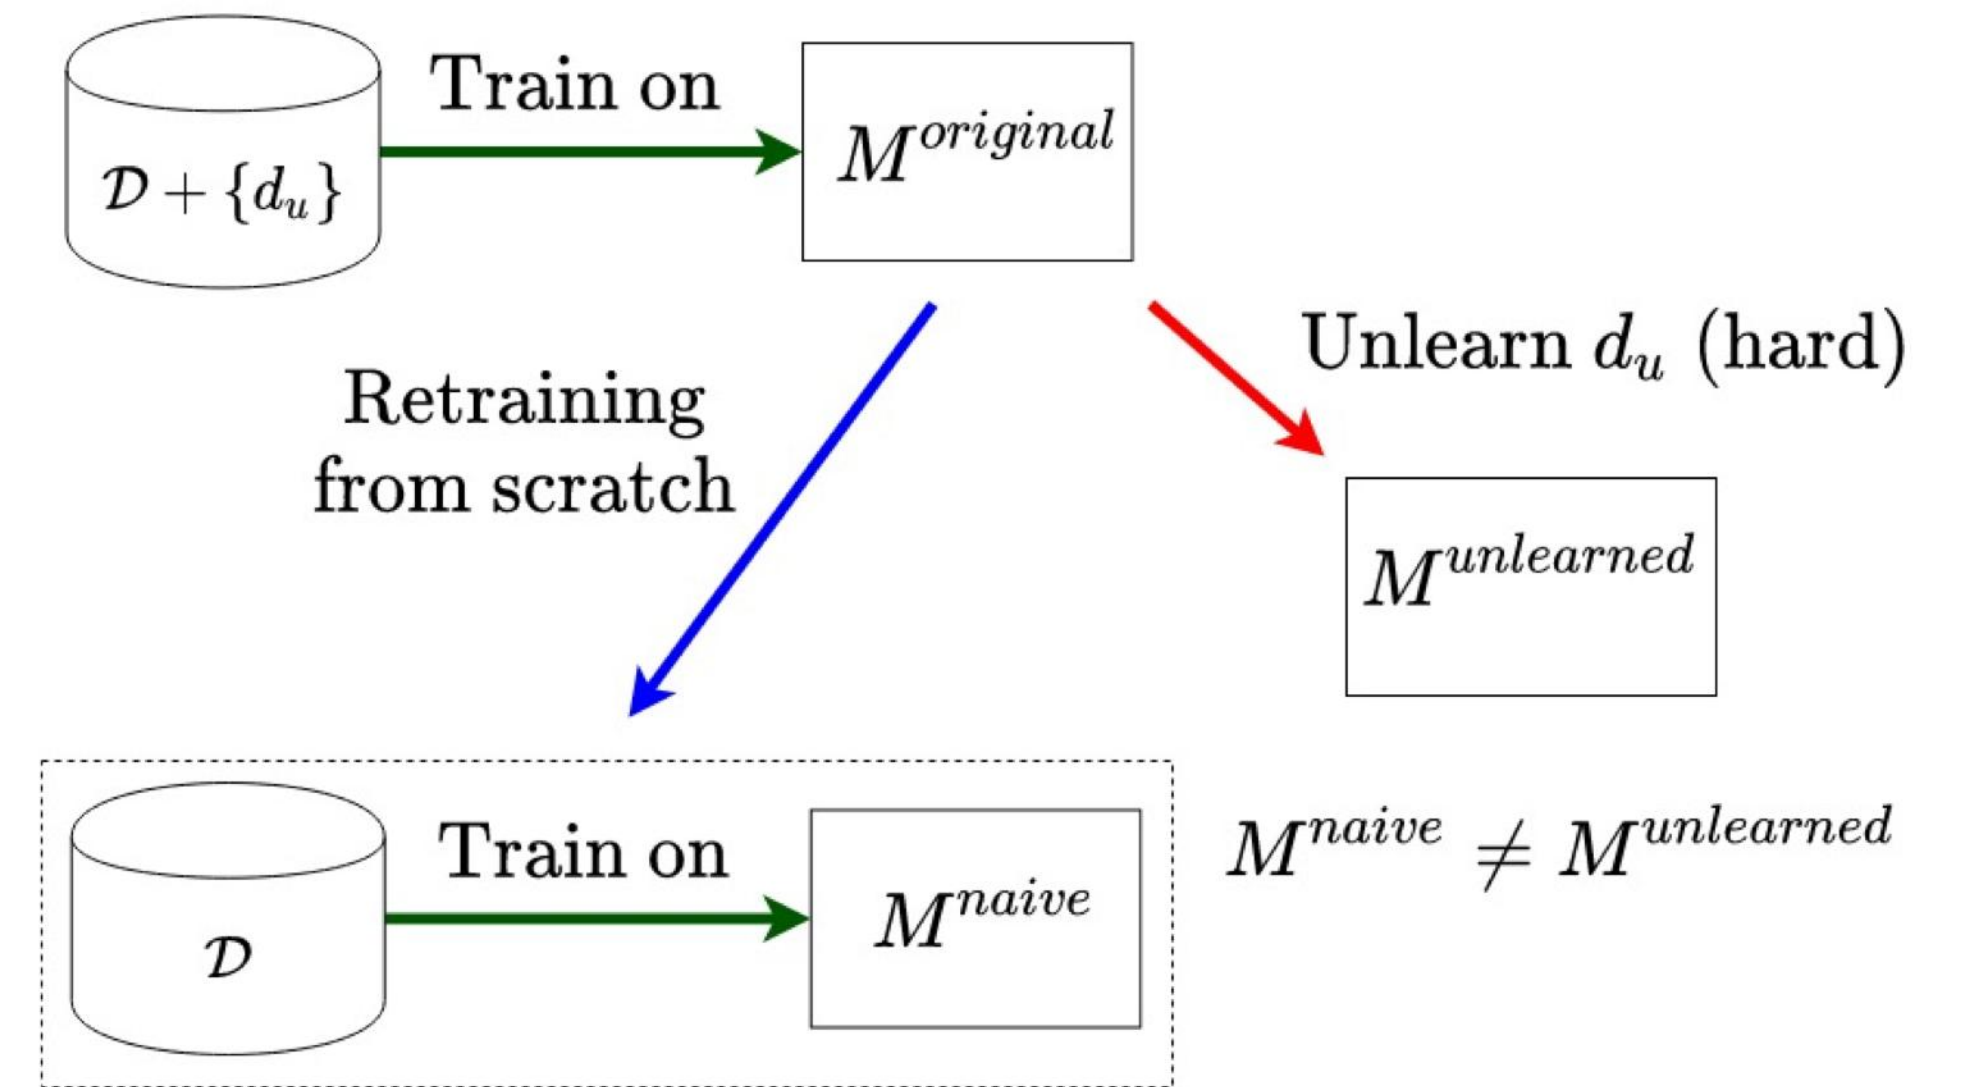 Train on
𝒟 + {d_u}
M^{original}
Unlearn d_u (hard)
Retraining
from scratch
M^{unlearned}
Train on
𝒟
M^{naive}
M^{naive} ≠ M^{unlearned}